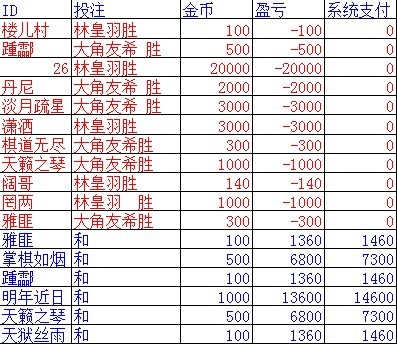 ID 投注 金币 盈亏 系统支付
楼儿村 林皇羽胜 100 -100 0
踵酃 大角友希 胜 500 -500 0
26 林皇羽胜 20000 -20000 0
丹尼 大角友希 胜 2000 -2000 0
淡月疏星 大角友希 胜 3000 -3000 0
潇洒 林皇羽胜 3000 -3000 0
棋道无尽 大角友希胜 300 -300 0
天籁之琴 大角友希胜 1000 -1000 0
阔哥 林皇羽胜 140 -140 0
罔两 林皇羽 胜 1000 -1000 0
雅匪 大角友希胜 300 -300 0
雅匪 和 100 1360 1460
掌棋如烟 和 500 6800 7300
踵酃 和 100 1360 1460
明年近日 和 1000 13600 14600
天籁之琴 和 500 6800 7300
天狱丝雨 和 100 1360 1460